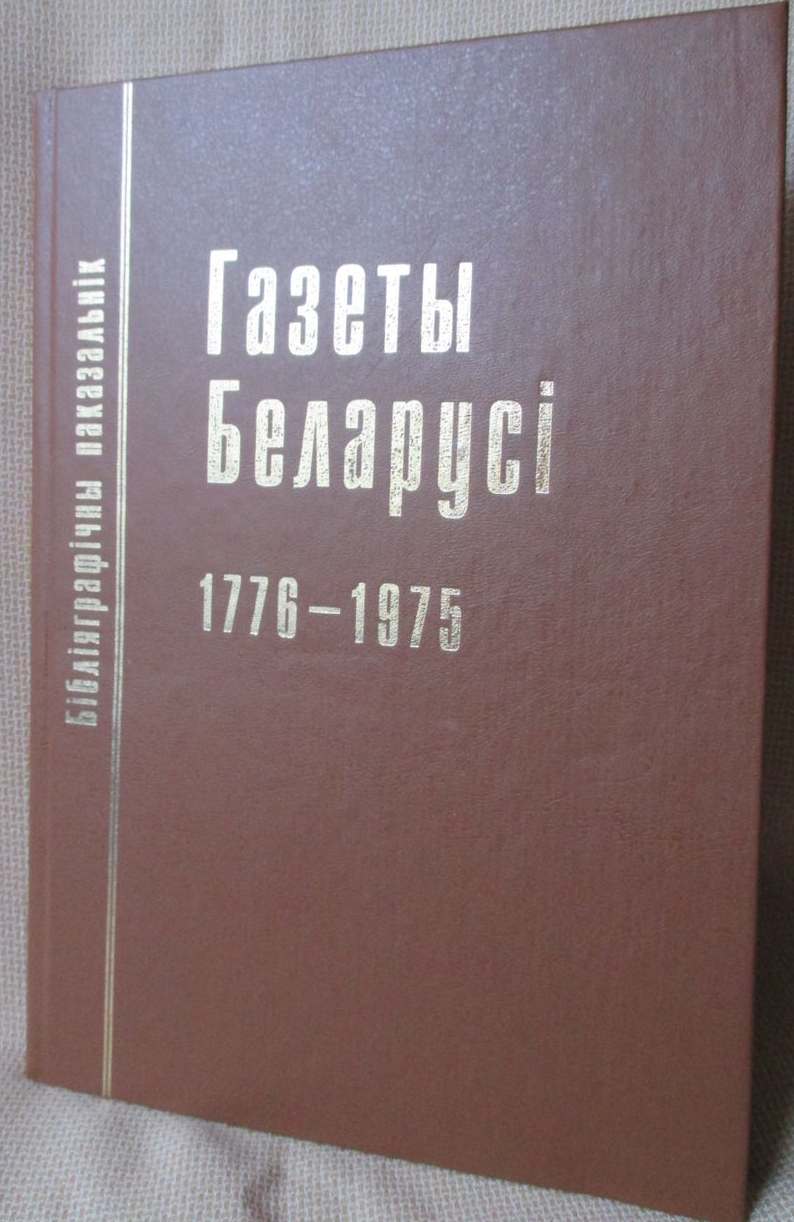 Бібліяграфічны паказальнік
Газеты
Беларусі
1776–1975